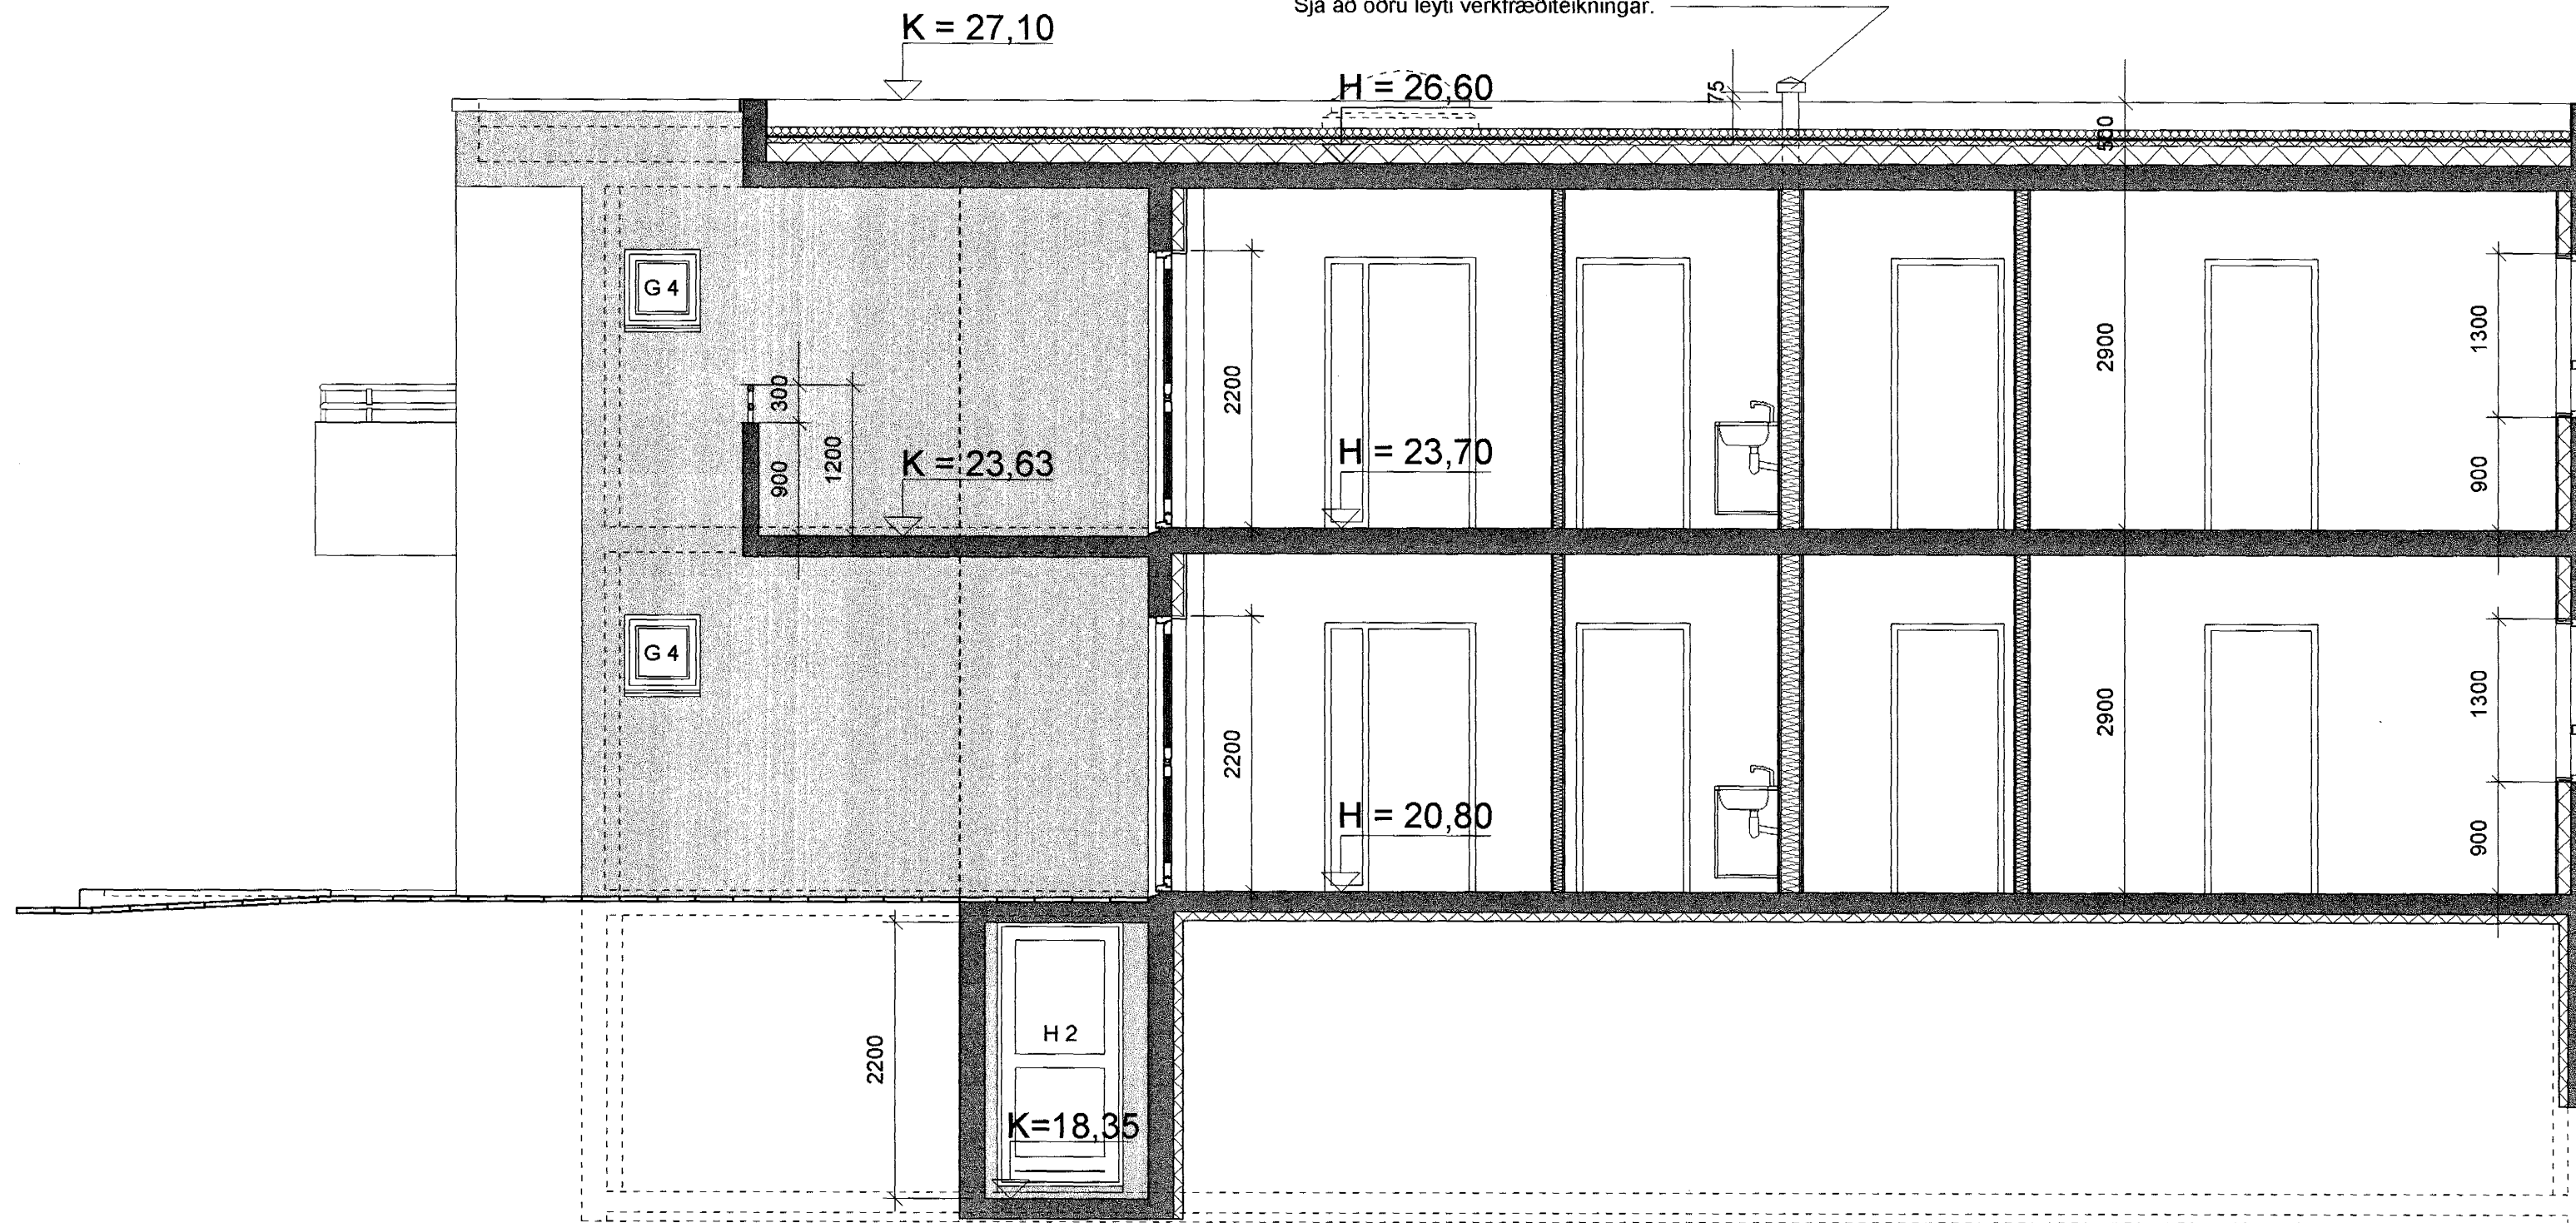 Sjá að öðru leyti verkfræðiteikningar.
K = 27,10
H = 26,60
75
500
G 4
300
900
1200
K = 23,63
2200
H = 23,70
2900
1300
900
G 4
2200
H = 20,80
2900
1300
900
2200
H 2
K=18,35